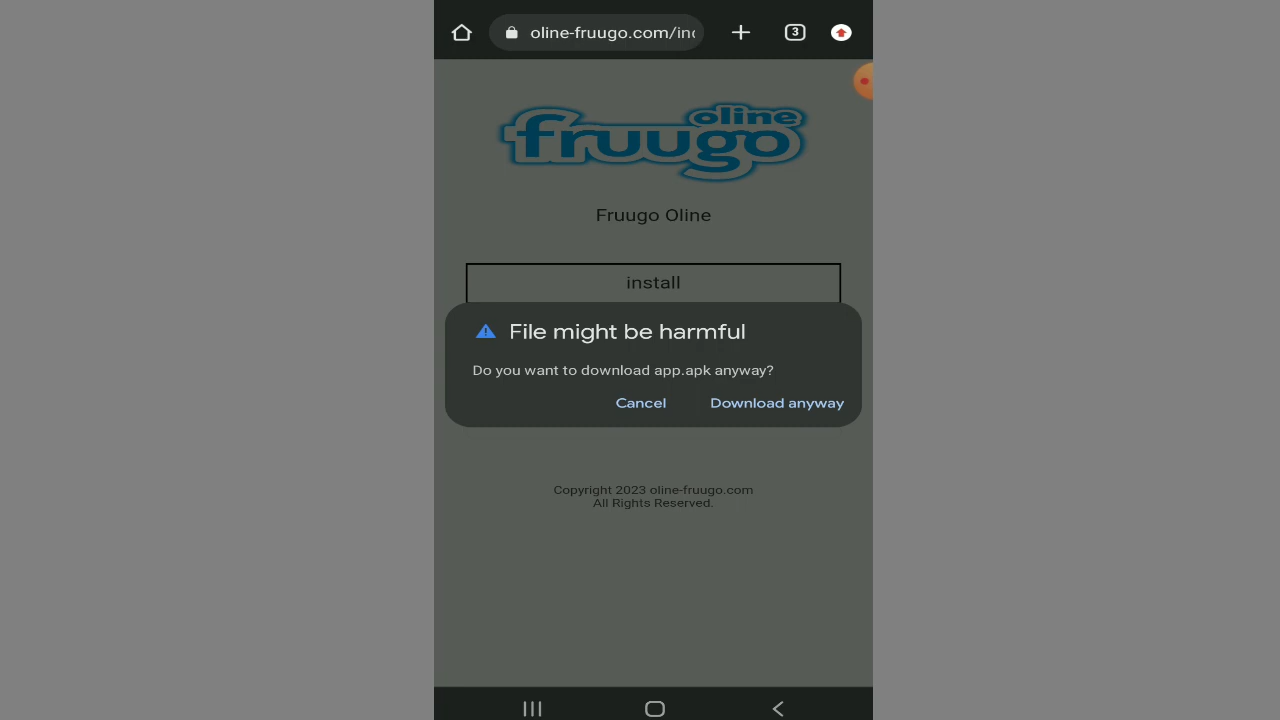 oline-fruugo.com/in
3
oline
fruugo
Fruugo Oline
install
File might be harmful
Do you want to download app.apk anyway?
Cancel Download anyway
Copyright 2023 oline-fruugo.com
All Rights Reserved.